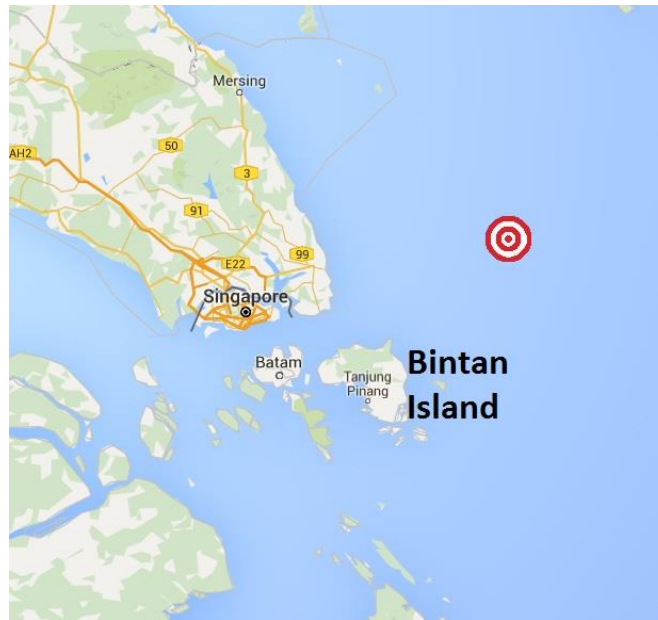 Mersing
50
AH2
3
91
99
E22
Singapore
Batam
Bintan
Island
Tanjung
Pinang